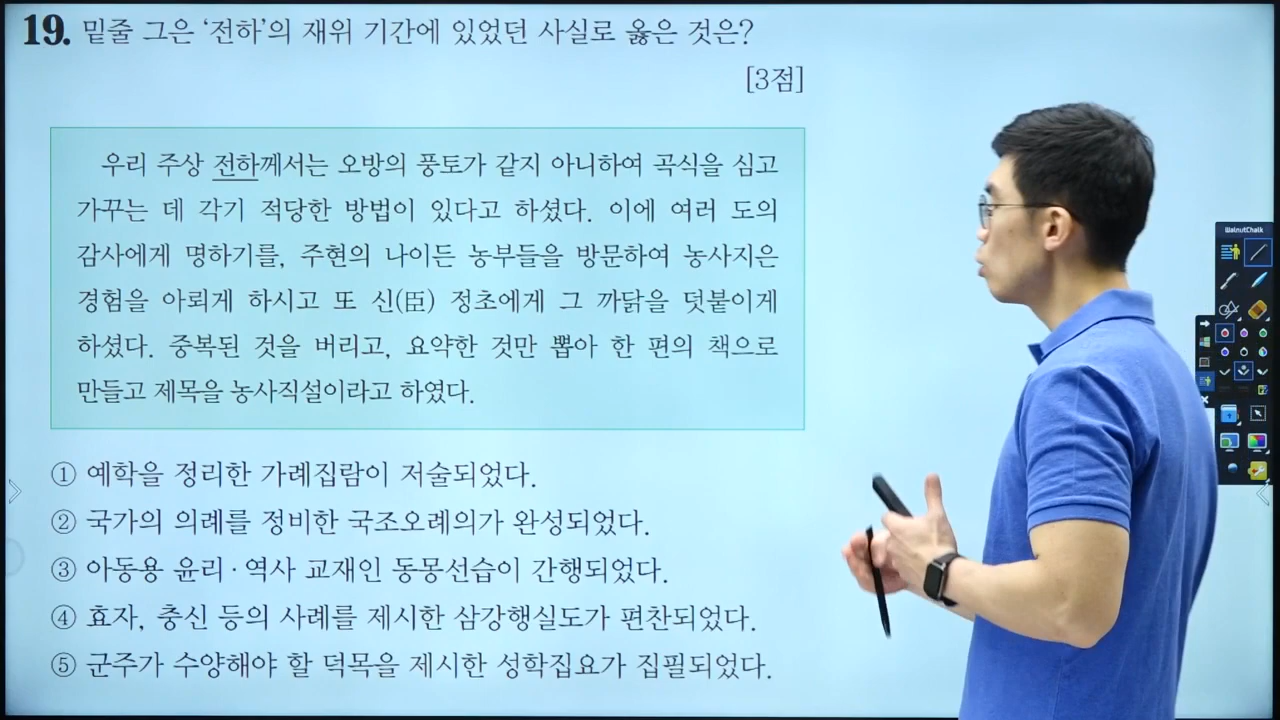 19. 밑줄 그은 ‘전하’의 재위 기간에 있었던 사실로 옳은 것은?
[3점]
우리 주상 전하께서는 오방의 풍토가 같지 아니하여 곡식을 심고
가꾸는 데 각기 적당한 방법이 있다고 하셨다. 이에 여러 도의
감사에게 명하기를, 주현의 나이든 농부들을 방문하여 농사지은
경험을 아뢰게 하시고 또 신(臣) 정초에게 그 까닭을 덧붙이게
하셨다. 중복된 것을 버리고, 요약한 것만 뽑아 한 편의 책으로
만들고 제목을 농사직설이라고 하였다.
① 예학을 정리한 가례집람이 저술되었다.
② 국가의 의례를 정비한 국조오례의가 완성되었다.
③ 아동용 윤리·역사 교재인 동몽선습이 간행되었다.
④ 효자, 충신 등의 사례를 제시한 삼강행실도가 편찬되었다.
⑤ 군주가 수양해야 할 덕목을 제시한 성학집요가 집필되었다.
WalnutChalk